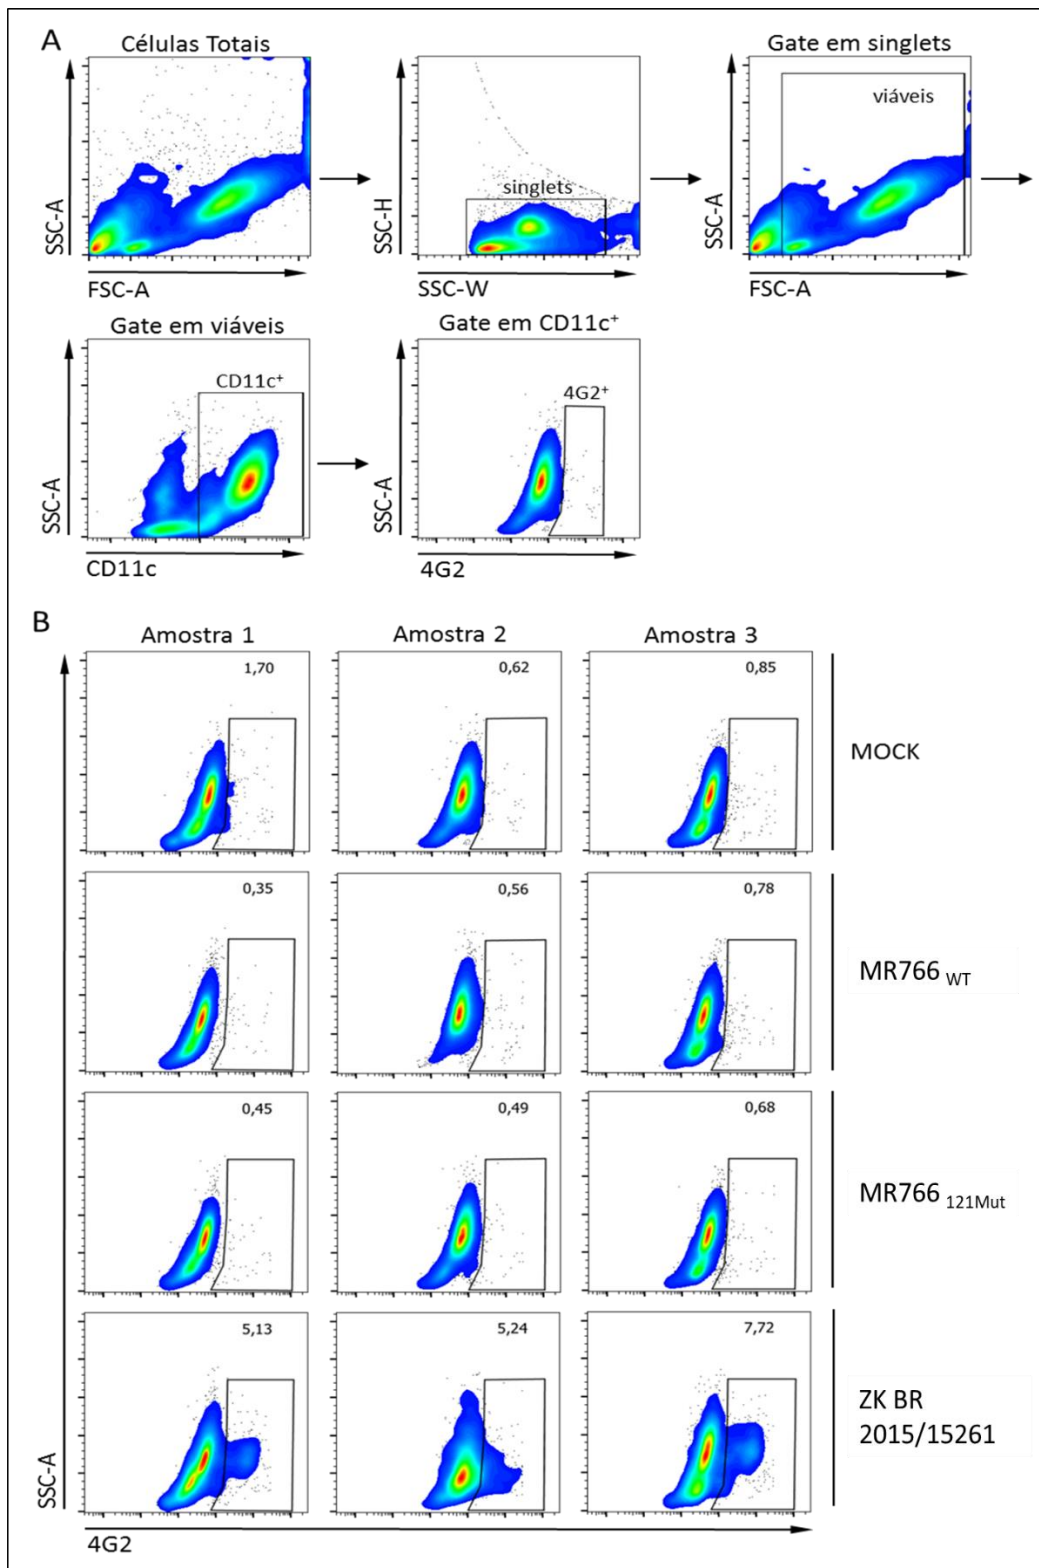 A
Células Totais
SSC-A
FSC-A
SSC-H
singlets
SSC-W
Gate em singlets
viáveis
SSC-A
FSC-A
Gate em viáveis
CD11c⁺
SSC-A
CD11c
Gate em CD11c⁺
4G2⁺
SSC-A
4G2
B
Amostra 1 Amostra 2 Amostra 3
1,70 0,62 0,85
MOCK
0,35 0,56 0,78
MR766 WT
0,45 0,49 0,68
MR766 121Mut
5,13 5,24 7,72
ZK BR
2015/15261
SSC-A
4G2